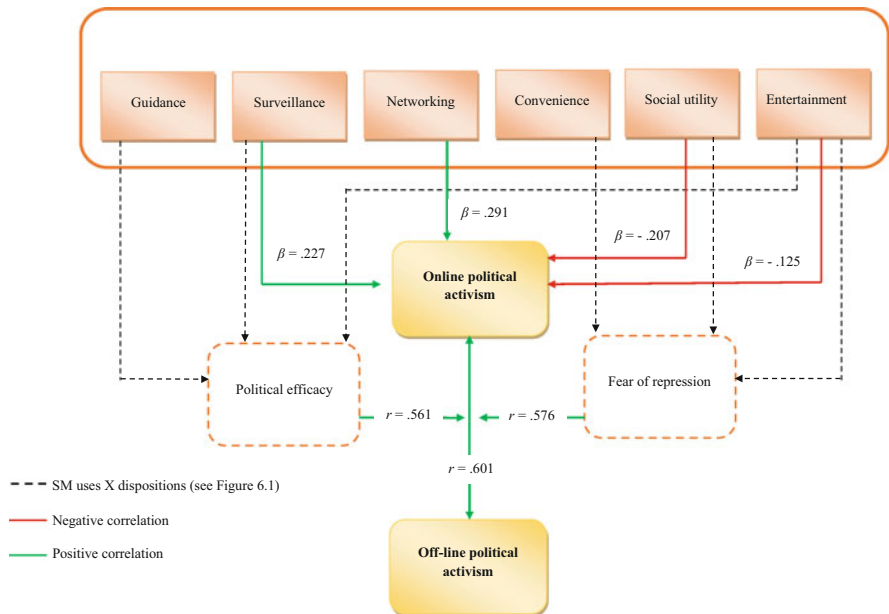 Guidance
Surveillance
Networking
Convenience
Social utility
Entertainment
β = .291
β = - .207
β = .227
β = - .125
Online political
activism
Political efficacy
Fear of repression
r = .561
r = .576
r = .601
SM uses X dispositions (see Figure 6.1)
Negative correlation
Positive correlation
Off-line political
activism